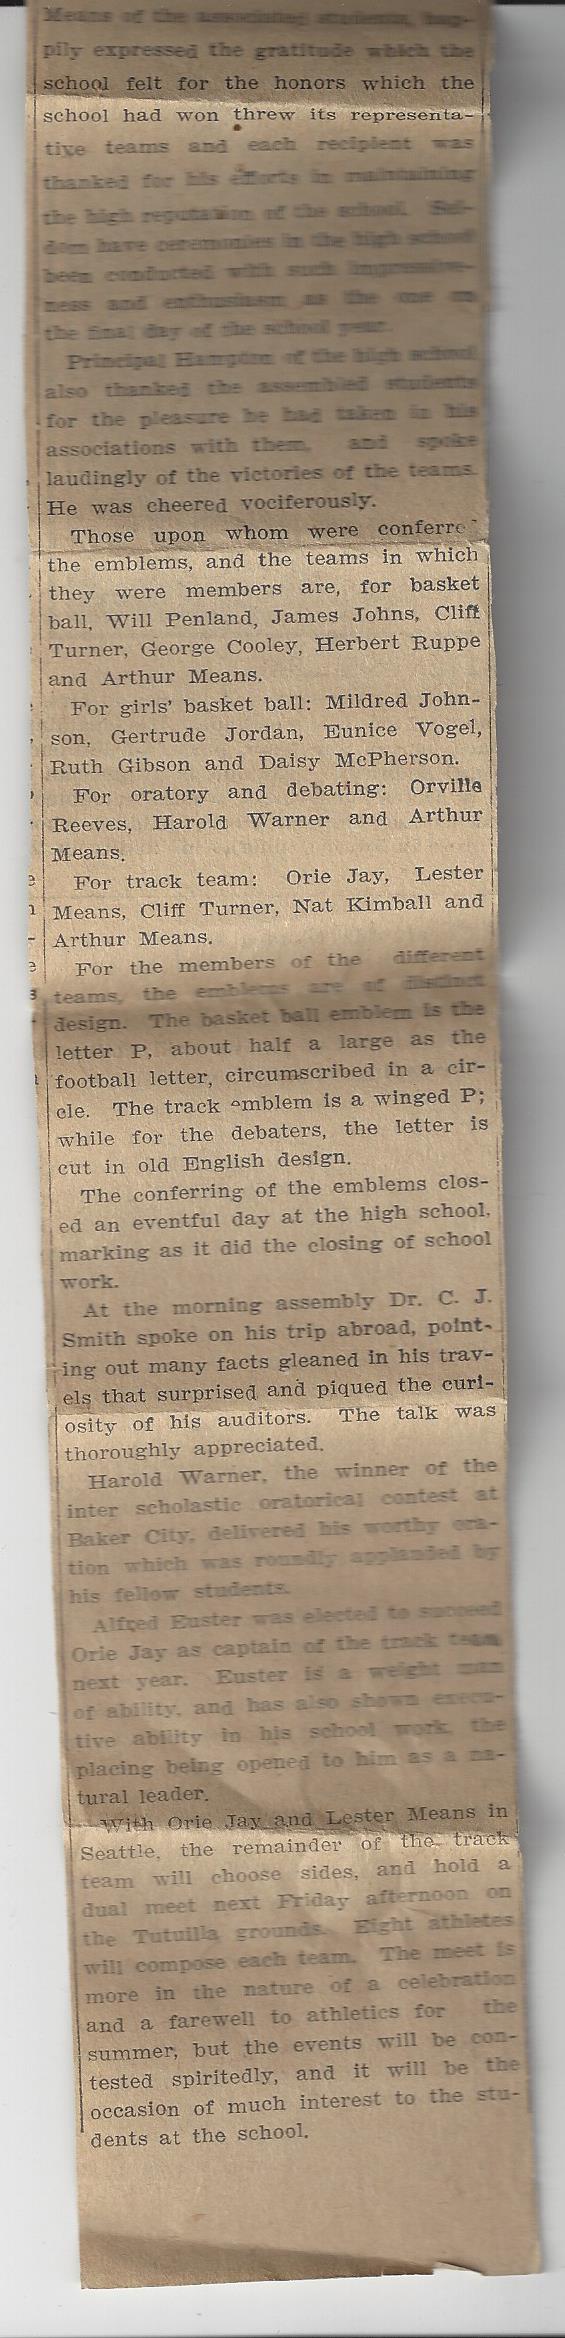 Means of the associated students, hap-
pily expressed the gratitude which the
school felt for the honors which the
school had won threw its representa-
tive teams and each recipient was
thanked for his efforts in maintaining
the high reputation of the school. Sel-
dom have ceremonies in the high school
been conducted with such impressive-
ness and enthusiasm as the one on
the final day of the school year.
Principal Hampton of the high school
also thanked the assembled students
for the pleasure he had taken in his
associations with them, and spoke
laudingly of the victories of the teams.
He was cheered vociferously.
Those upon whom were conferre
the emblems, and the teams in which
they were members are, for basket
ball, Will Penland, James Johns, Cliff
Turner, George Cooley, Herbert Ruppe
and Arthur Means.
For girls' basket ball: Mildred John-
son, Gertrude Jordan, Eunice Vogel,
Ruth Gibson and Daisy McPherson.
For oratory and debating: Orville
Reeves, Harold Warner and Arthur
Means.
For track team: Orie Jay, Lester
Means, Cliff Turner, Nat Kimball and
Arthur Means.
For the members of the different
teams, the emblems are of distinct
design. The basket ball emblem is the
letter P, about half a large as the
football letter, circumscribed in a cir-
cle. The track emblem is a winged P;
while for the debaters, the letter is
cut in old English design.
The conferring of the emblems clos-
ed an eventful day at the high school,
marking as it did the closing of school
work.
At the morning assembly Dr. C. J.
Smith spoke on his trip abroad, point-
ing out many facts gleaned in his trav-
els that surprised and piqued the curi-
osity of his auditors. The talk was
thoroughly appreciated.
Harold Warner, the winner of the
inter scholastic oratorical contest at
Baker City, delivered his worthy ora-
tion which was roundly applauded by
his fellow students.
Alfred Euster was elected to succeed
Orie Jay as captain of the track team
next year. Euster is a weight man
of ability, and has also shown execu-
tive ability in his school work, the
placing being opened to him as a na-
tural leader.
With Orie Jay and Lester Means in
Seattle, the remainder of the track
team will choose sides, and hold a
dual meet next Friday afternoon on
the Tutuilla grounds. Eight athletes
will compose each team. The meet is
more in the nature of a celebration
and a farewell to athletics for the
summer, but the events will be con-
tested spiritedly, and it will be the
occasion of much interest to the stu-
dents at the school.